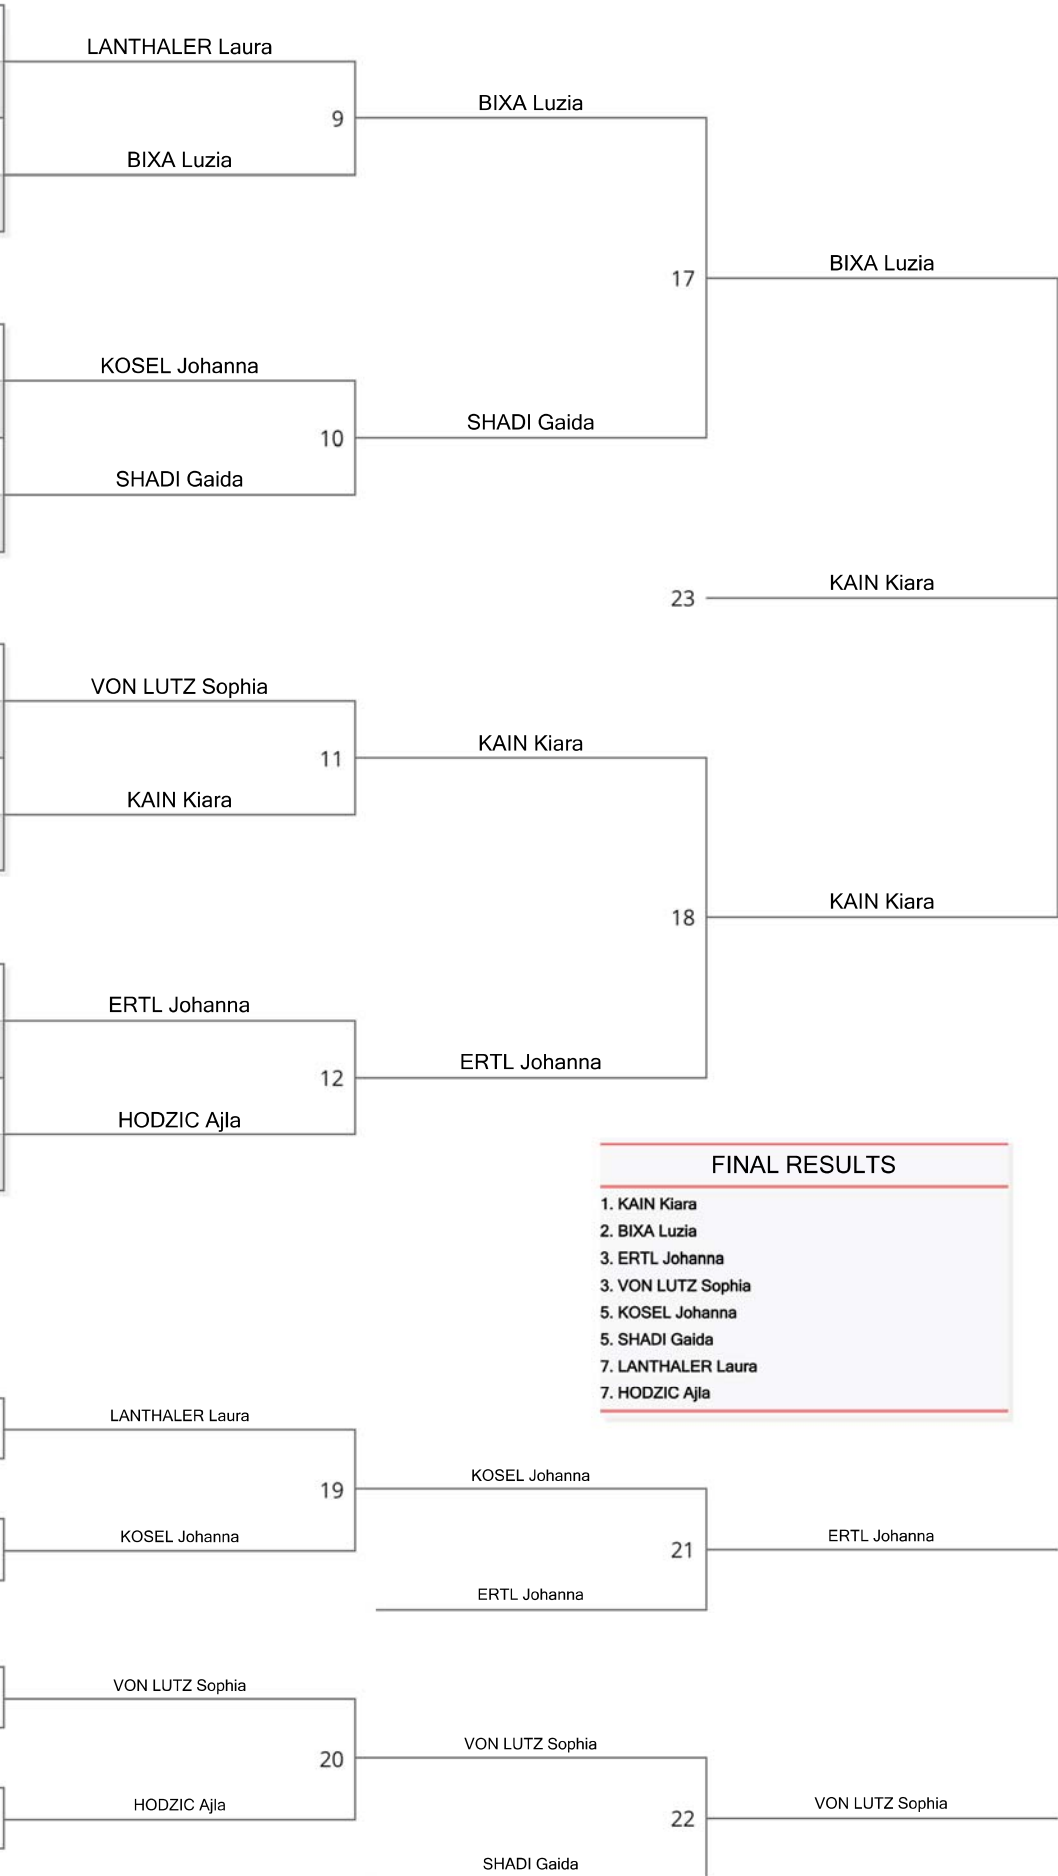 LANTHALER Laura
9
BIXA Luzia
BIXA Luzia
17
BIXA Luzia
KOSEL Johanna
10
SHADI Gaida
SHADI Gaida
23
KAIN Kiara
VON LUTZ Sophia
11
KAIN Kiara
KAIN Kiara
18
KAIN Kiara
ERTL Johanna
12
ERTL Johanna
HODZIC Ajla
FINAL RESULTS
1. KAIN Kiara
2. BIXA Luzia
3. ERTL Johanna
3. VON LUTZ Sophia
5. KOSEL Johanna
5. SHADI Gaida
7. LANTHALER Laura
7. HODZIC Ajla
LANTHALER Laura
19
KOSEL Johanna
KOSEL Johanna
21
ERTL Johanna
ERTL Johanna
VON LUTZ Sophia
20
VON LUTZ Sophia
HODZIC Ajla
22
VON LUTZ Sophia
SHADI Gaida